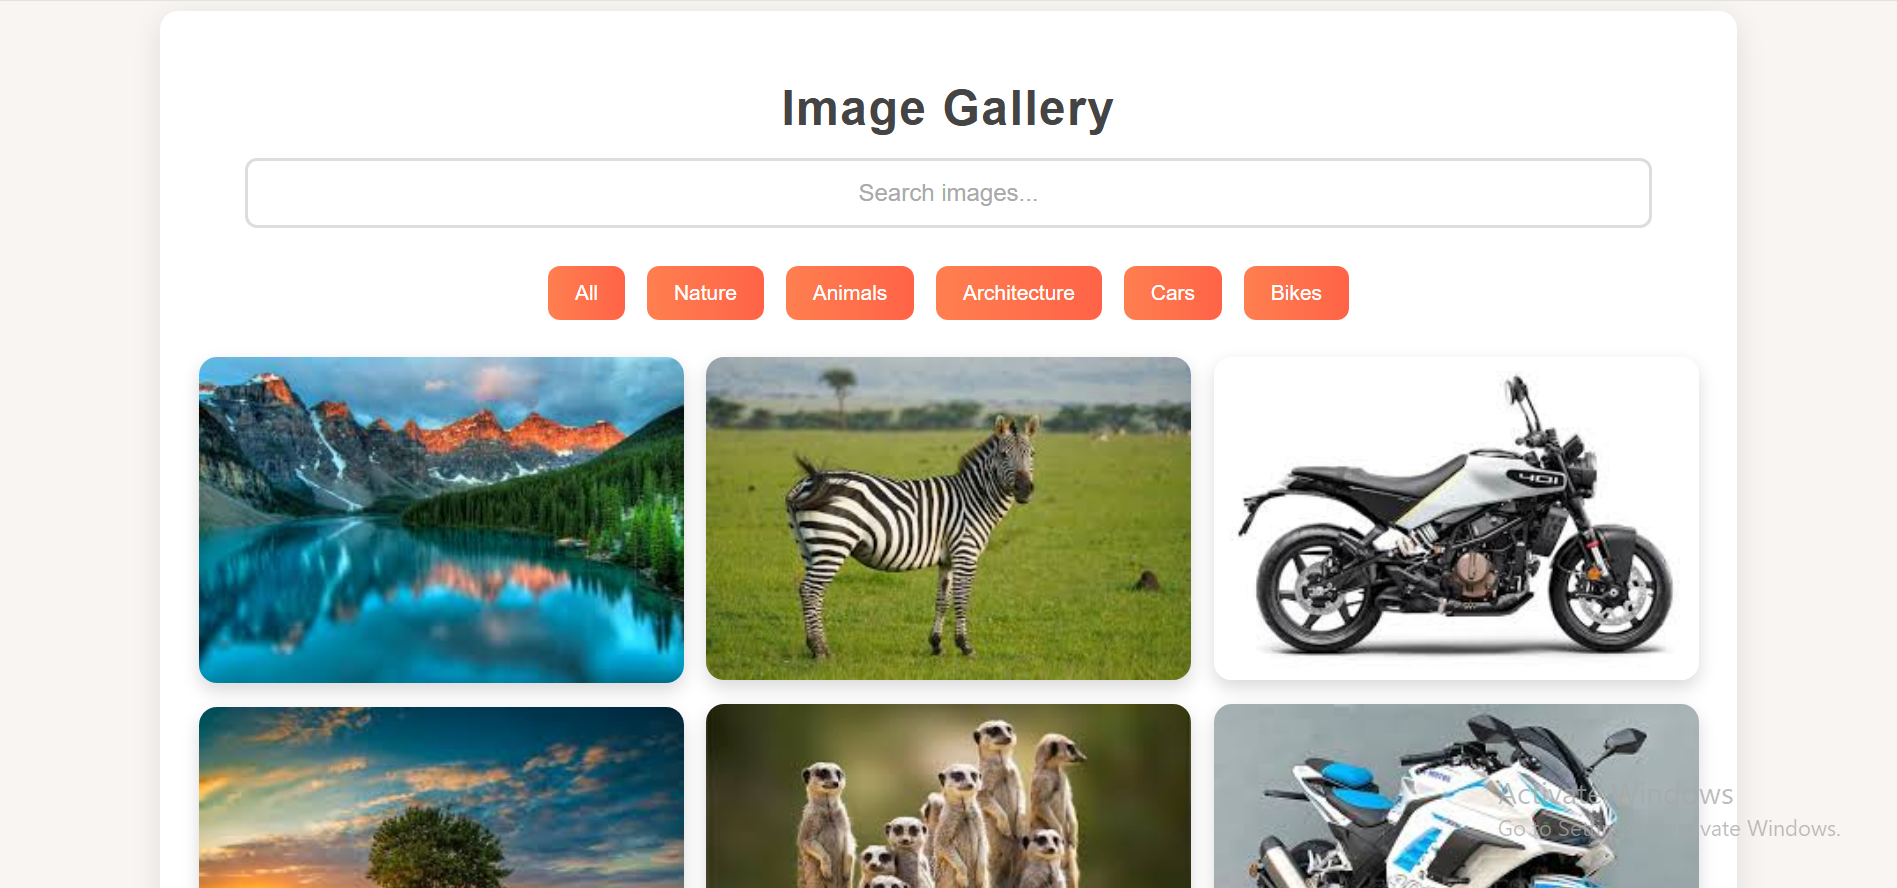 Image Gallery
Search images...
All
Nature
Animals
Architecture
Cars
Bikes
401
Activate Windows
Go to Settings to activate Windows.